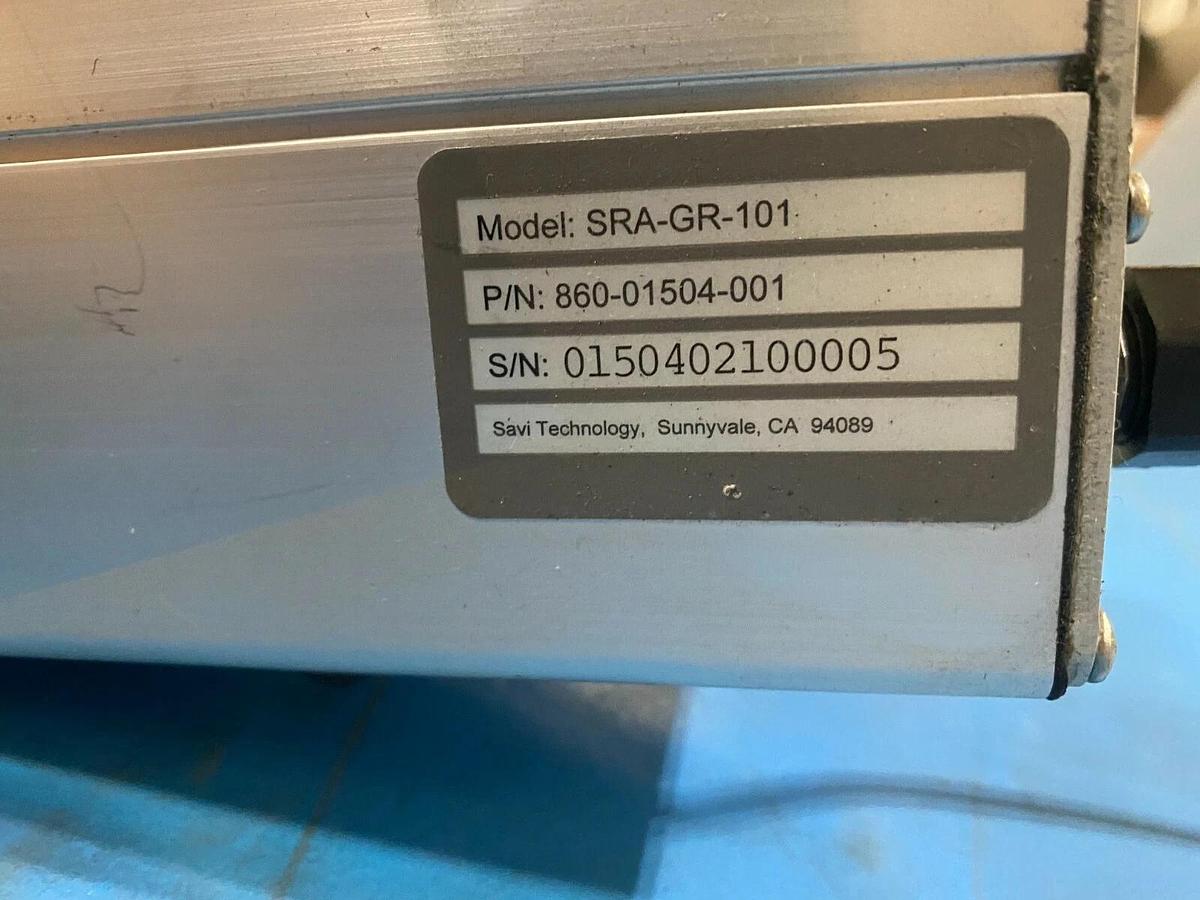 Model: SRA-GR-101
P/N: 860-01504-001
S/N: 0150402100005
Savi Technology, Sunnyvale, CA 94089